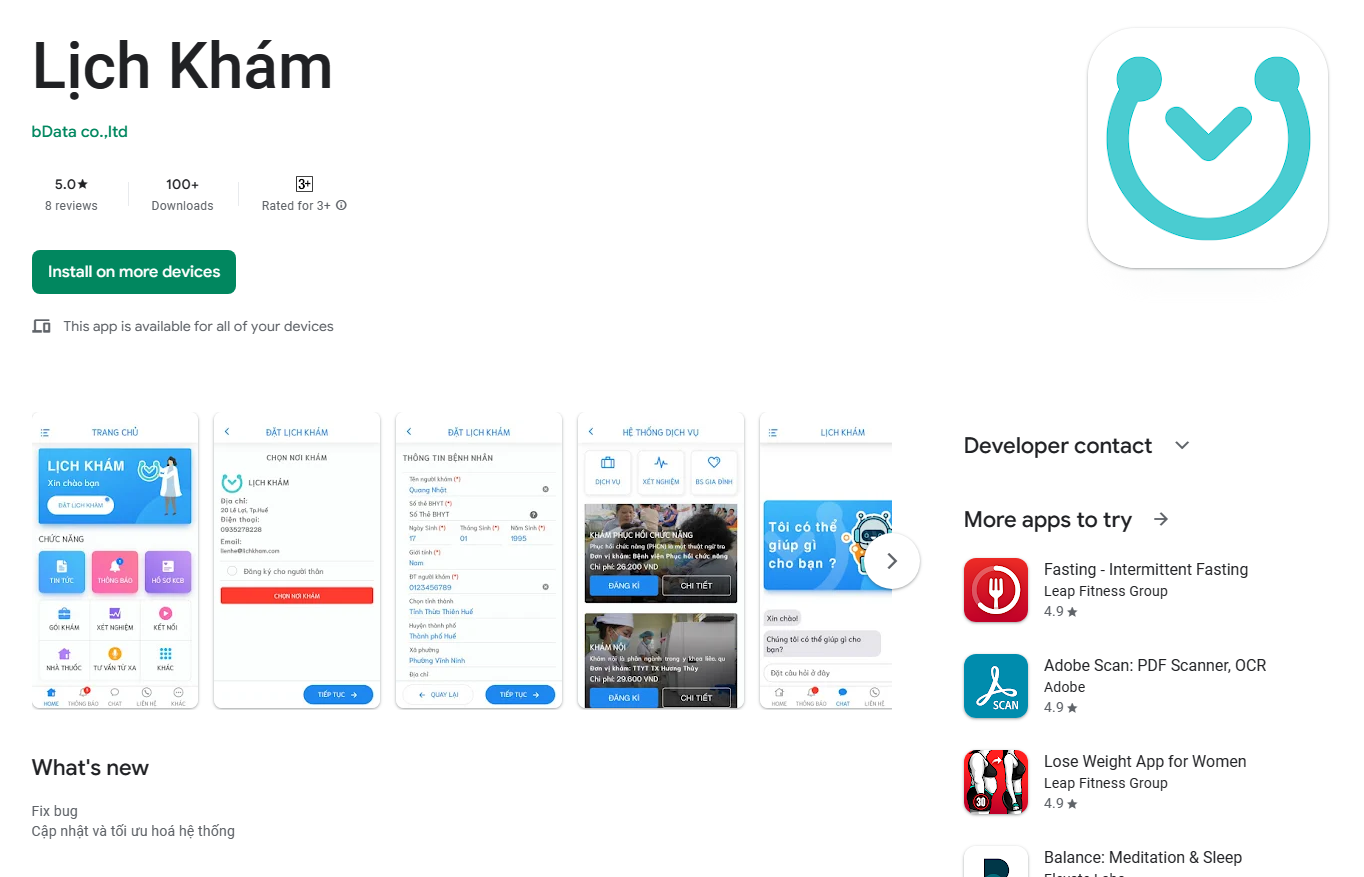 Lịch Khám
bData co.,ltd
5.0★
8 reviews
100+
Downloads
3+
Rated for 3+
Install on more devices
This app is available for all of your devices
TRANG CHỦ
LỊCH KHÁM
Xin chào bạn
ĐẶT LỊCH KHÁM
CHỨC NĂNG
TIN TỨC
THÔNG BÁO
HỒ SƠ KCB
GÓI KHÁM
XÉT NGHIỆM
KẾT NỐI
NHÀ THUỐC
TƯ VẤN TỪ XA
KHÁC
HOME
THÔNG BÁO
CHAT
LIÊN HỆ
KHÁC
ĐẶT LỊCH KHÁM
CHỌN NƠI KHÁM
LỊCH KHÁM
Địa chỉ:
20 Lê Lợi, Tp.Huế
Điện thoại:
0935278228
Email:
lienhe@lichkham.com
Đăng ký cho người thân
CHỌN NƠI KHÁM
TIẾP TỤC →
ĐẶT LỊCH KHÁM
THÔNG TIN BỆNH NHÂN
Tên người khám (*)
Quang Nhật
Số thẻ BHYT (*)
Số Thẻ BHYT
Ngày Sinh (*) Tháng Sinh (*) Năm Sinh (*)
17 01 1995
Giới tính (*)
Nam
ĐT người khám (*)
0123456789
Chọn tỉnh thành
Tỉnh Thừa Thiên Huế
Huyện thành phố
Thành phố Huế
Xã phường
Phường Vĩnh Ninh
Địa chỉ
← QUAY LẠI
TIẾP TỤC →
HỆ THỐNG DỊCH VỤ
DỊCH VỤ
XÉT NGHIỆM
BS GIA ĐÌNH
KHÁM PHỤC HỒI CHỨC NĂNG
Phục hồi chức năng (PHCN) là một thuật ngữ tro
Đơn vị khám: Bệnh viện Phục hồi chức năng
Chi phí: 26.200 VND
ĐĂNG KÍ
CHI TIẾT
KHÁM NỘI
Khám nội là phân ngành trong y khoa liên qu
Đơn vị khám: TTYT TX Hương Thủy
Chi phí: 29.600 VND
ĐĂNG KÍ
CHI TIẾT
LỊCH KHÁM
Tôi có thể
giúp gì
cho bạn ?
Xin chào!
Chúng tôi có thể giúp gì cho
bạn?
Đặt câu hỏi ở đây
HOME
THÔNG BÁO
CHAT
LIÊN HỆ
What's new
Fix bug
Cập nhật và tối ưu hoá hệ thống
Developer contact
More apps to try →
Fasting - Intermittent Fasting
Leap Fitness Group
4.9 ★
SCAN
Adobe Scan: PDF Scanner, OCR
Adobe
4.9 ★
30
Lose Weight App for Women
Leap Fitness Group
4.9 ★
Balance: Meditation & Sleep